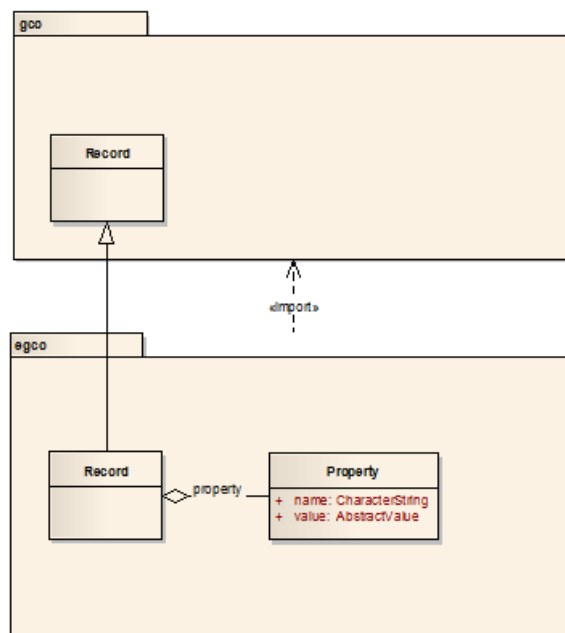 gco
Record
«import»
egco
Record
property
Property
+ name: CharacterString
+ value: AbstractValue